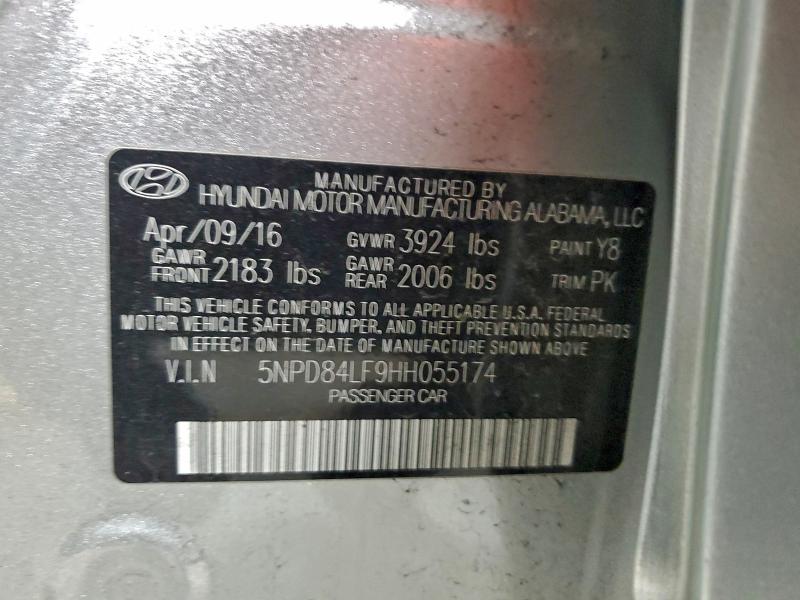 MANUFACTURED BY
HYUNDAI MOTOR MANUFACTURING ALABAMA, LLC
Apr/09/16 GVWR 3924 lbs PAINT Y8
GAWR FRONT 2183 lbs GAWR REAR 2006 lbs TRIM PK
THIS VEHICLE CONFORMS TO ALL APPLICABLE U.S.A. FEDERAL
MOTOR VEHICLE SAFETY, BUMPER, AND THEFT PREVENTION STANDARDS
IN EFFECT ON THE DATE OF MANUFACTURE SHOWN ABOVE
V.I.N 5NPD84LF9HH055174
PASSENGER CAR